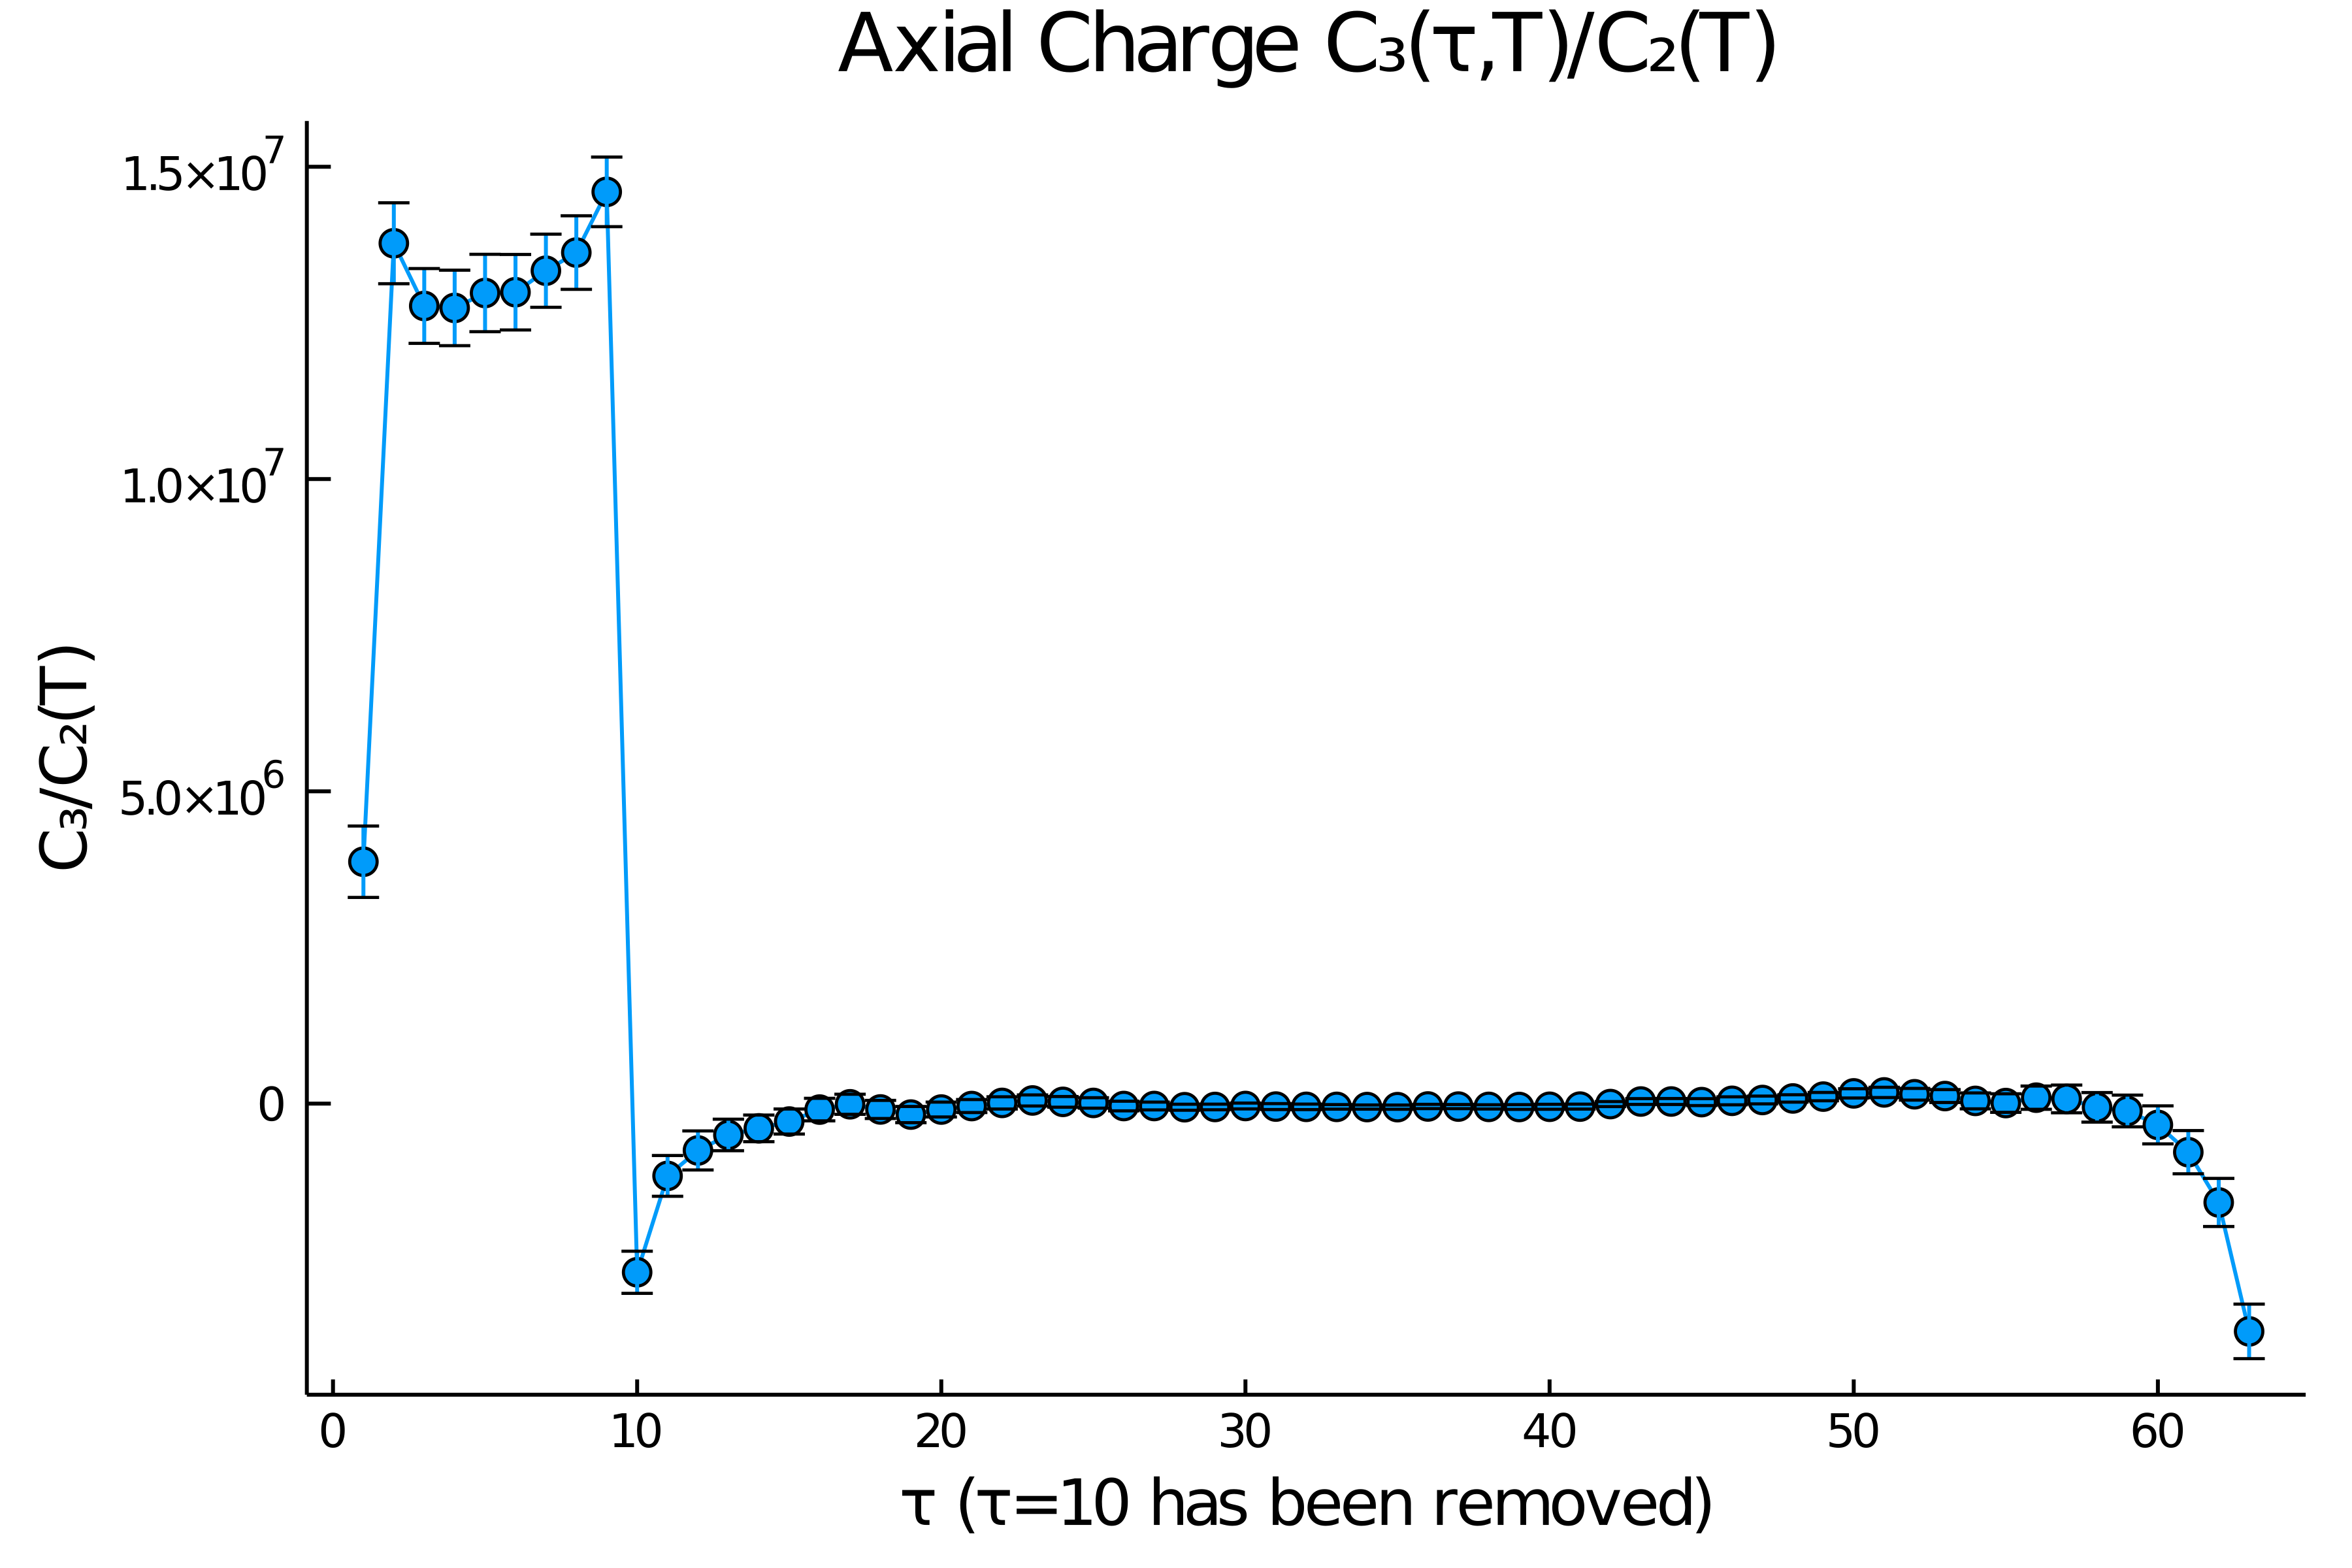 Axial Charge C₃(τ,T)/C₂(T)
C₃/C₂(T)
1.5×10⁷
1.0×10⁷
5.0×10⁶
0
0 10 20 30 40 50 60
τ (τ=10 has been removed)